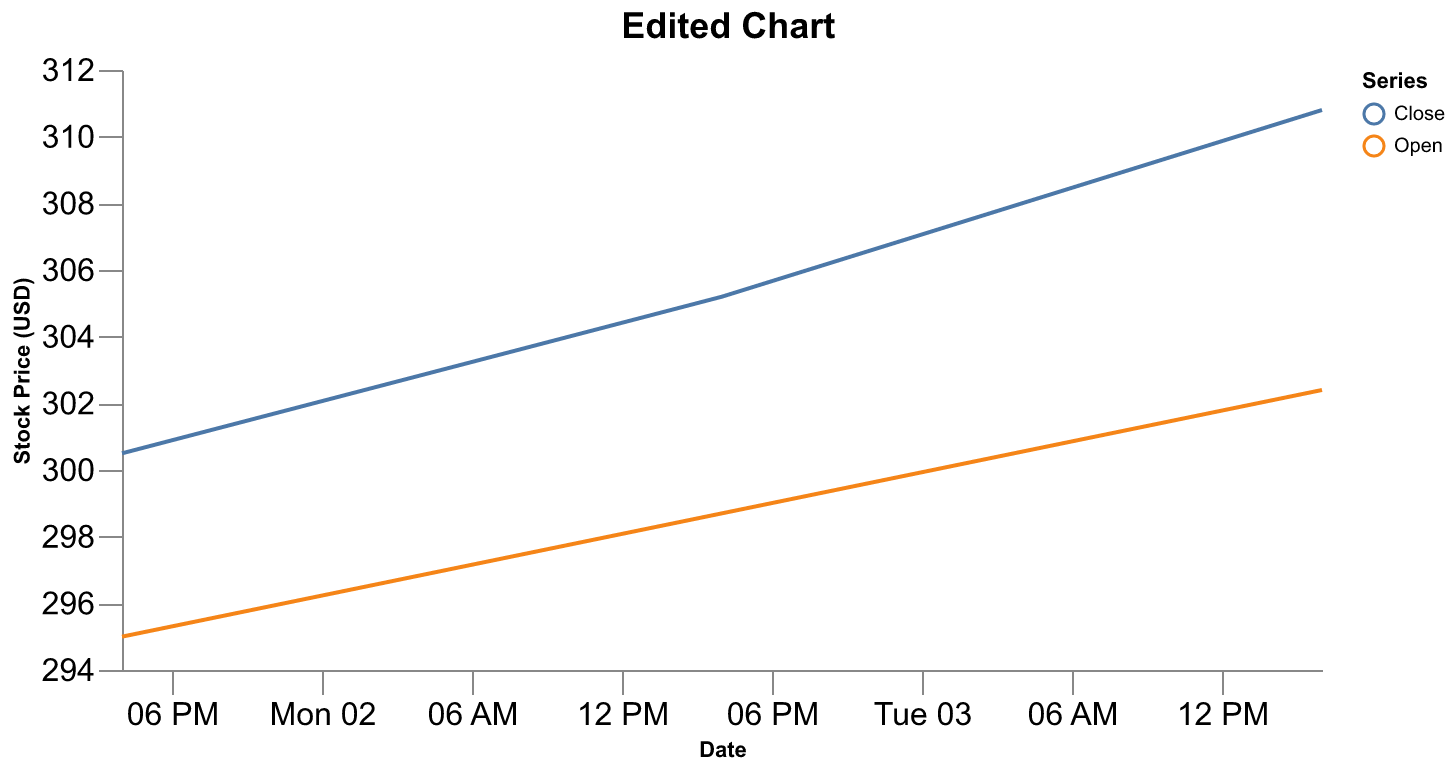 Edited Chart
312
310
308
306
304
302
300
298
296
294
Stock Price (USD)
06 PM
Mon 02
06 AM
12 PM
06 PM
Tue 03
06 AM
12 PM
Date
Series
Close
Open